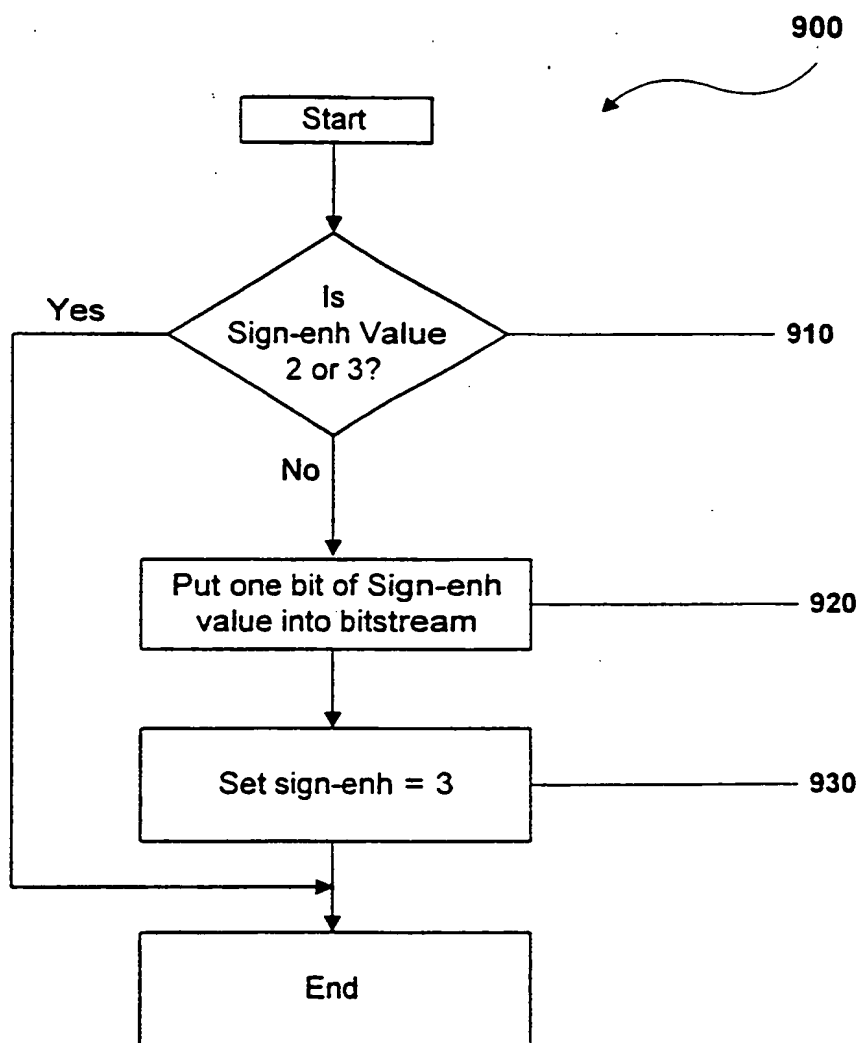 900
Start
Is
Sign-enh Value
2 or 3?
Yes
910
No
Put one bit of Sign-enh
value into bitstream
920
Set sign-enh = 3
930
End